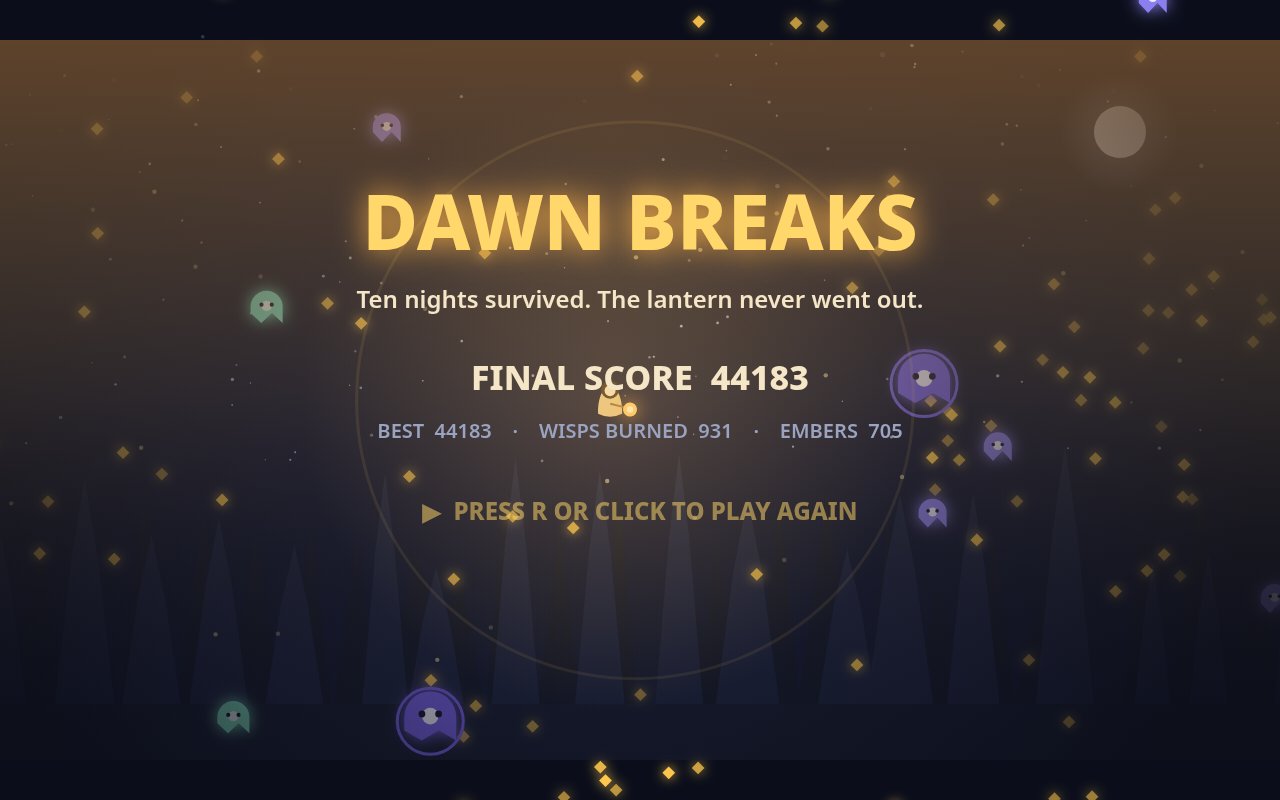 DAWN BREAKS
Ten nights survived. The lantern never went out.
FINAL SCORE 44183
BEST 44183 · WISPS BURNED 931 · EMBERS 705
▶ PRESS R OR CLICK TO PLAY AGAIN